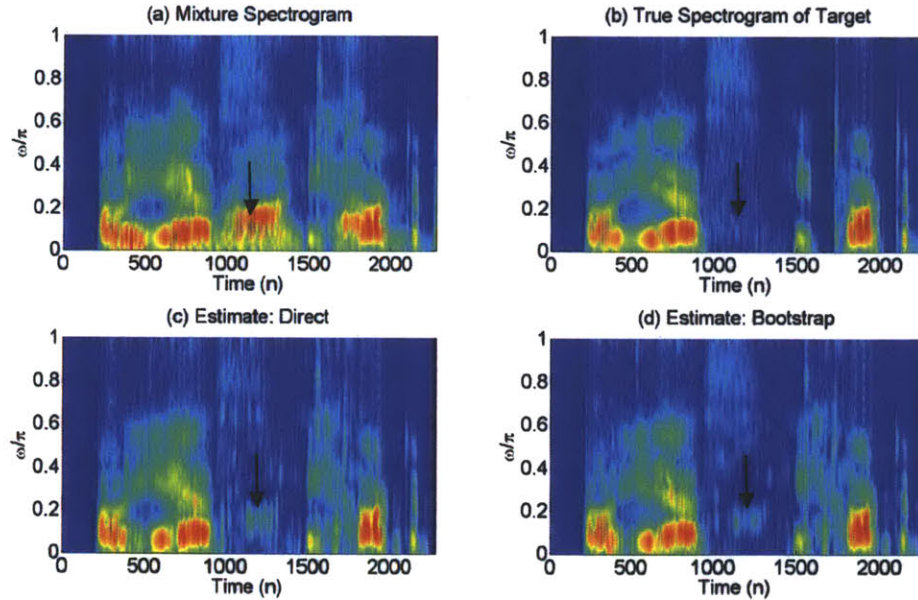 (a) Mixture Spectrogram
1
0.8
0.6
0.4
0.2
0
ω/π
0 500 1000 1500 2000
Time (n)
(b) True Spectrogram of Target
1
0.8
0.6
0.4
0.2
0
ω/π
0 500 1000 1500 2000
Time (n)
(c) Estimate: Direct
1
0.8
0.6
0.4
0.2
0
ω/π
0 500 1000 1500 2000
Time (n)
(d) Estimate: Bootstrap
1
0.8
0.6
0.4
0.2
0
ω/π
0 500 1000 1500 2000
Time (n)